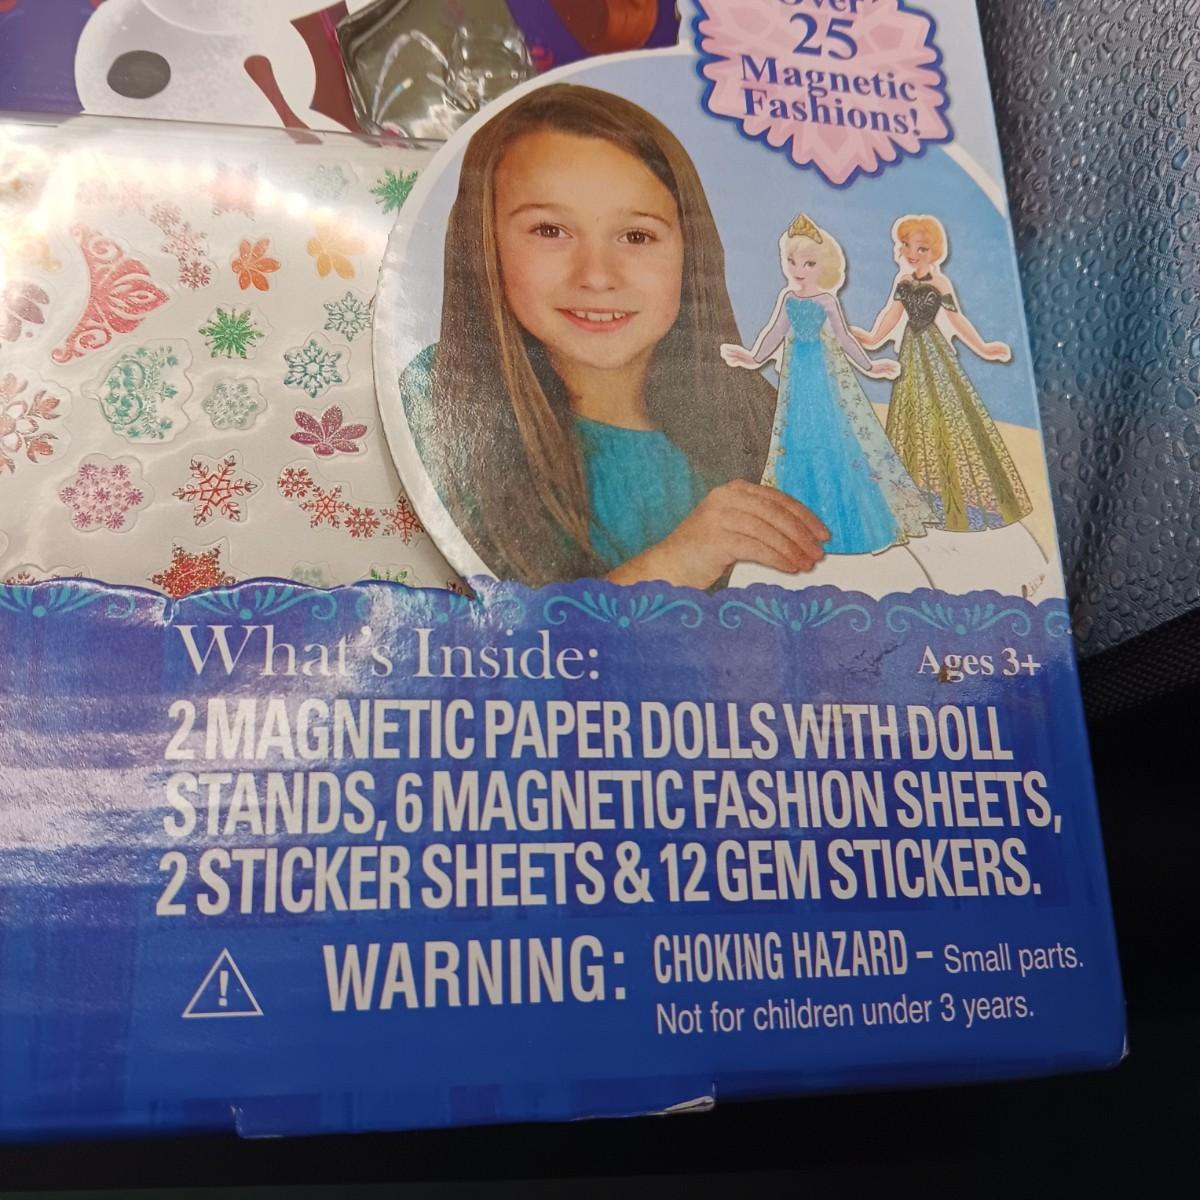 Over
25
Magnetic
Fashions!
What's Inside:
Ages 3+
2 MAGNETIC PAPER DOLLS WITH DOLL
STANDS, 6 MAGNETIC FASHION SHEETS,
2 STICKER SHEETS & 12 GEM STICKERS.
WARNING: CHOKING HAZARD – Small parts.
Not for children under 3 years.